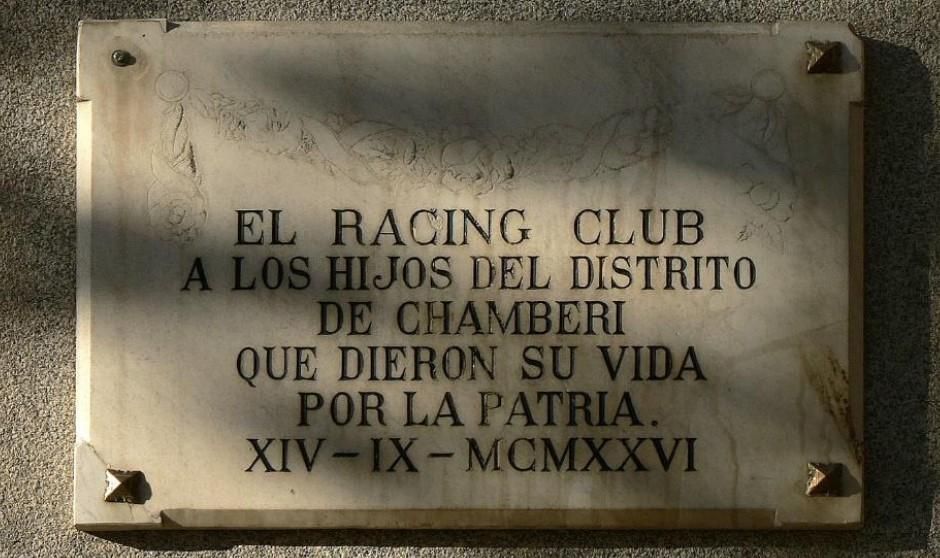 EL RACING CLUB
A LOS HIJOS DEL DISTRITO
DE CHAMBERI
QUE DIERON SU VIDA
POR LA PATRIA.
XIV-IX-MCMXXVI